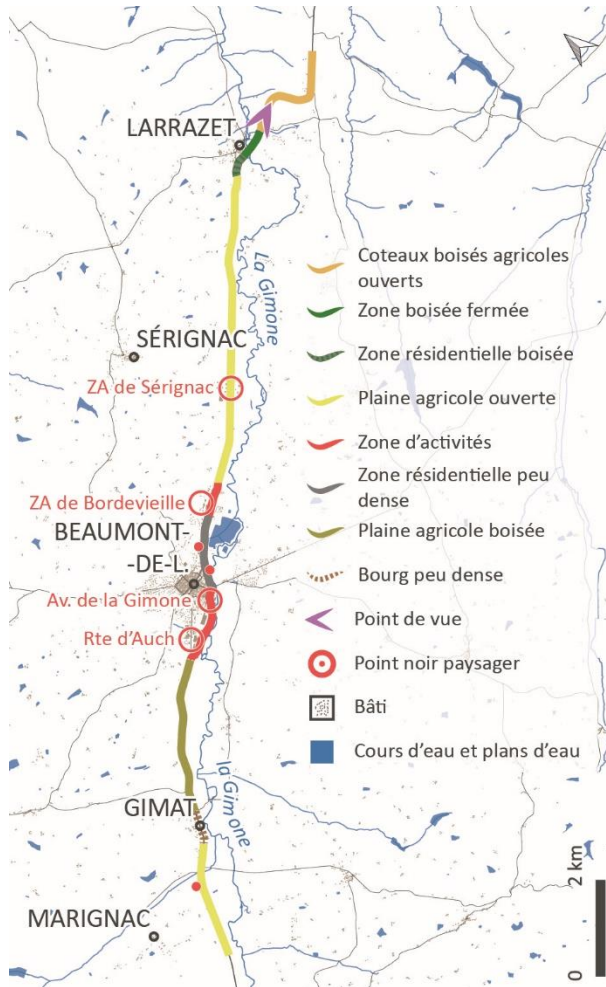 LARRAZET
La Gimone
Coteaux boisés agricoles
ouverts
Zone boisée fermée
Zone résidentielle boisée
SÉRIGNAC
ZA de Sérignac
Plaine agricole ouverte
Zone d'activités
Zone résidentielle peu
dense
ZA de Bordevieille
BEAUMONT-
-DE-L.
Plaine agricole boisée
Bourg peu dense
Av. de la Gimone
Point de vue
Rte d'Auch
Point noir paysager
Bâti
Cours d'eau et plans d'eau
la Gimone
GIMAT
MARIGNAC
0
2 km